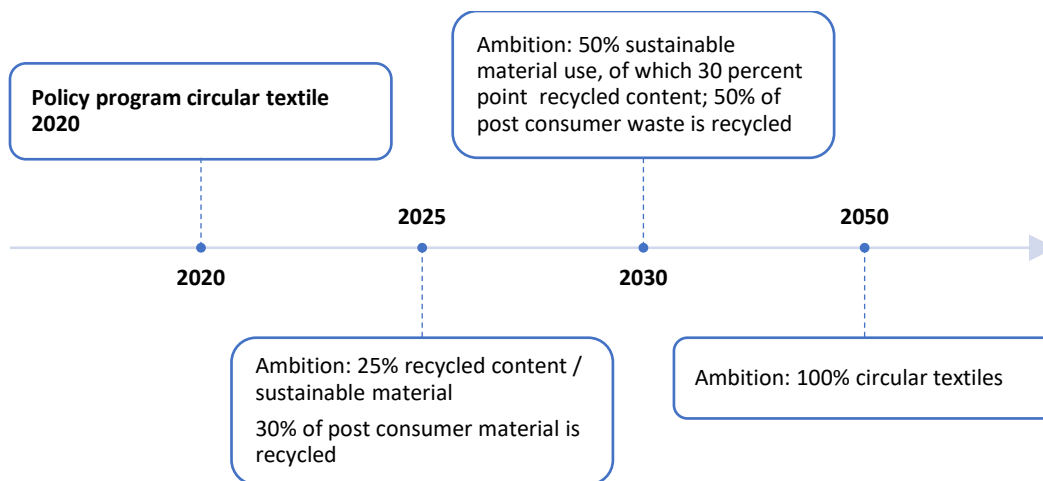 Policy program circular textile
2020
Ambition: 50% sustainable
material use, of which 30 percent
point  recycled content; 50% of
post consumer waste is recycled
2025
2050
2020
2030
Ambition: 25% recycled content /
sustainable material
30% of post consumer material is
recycled
Ambition: 100% circular textiles